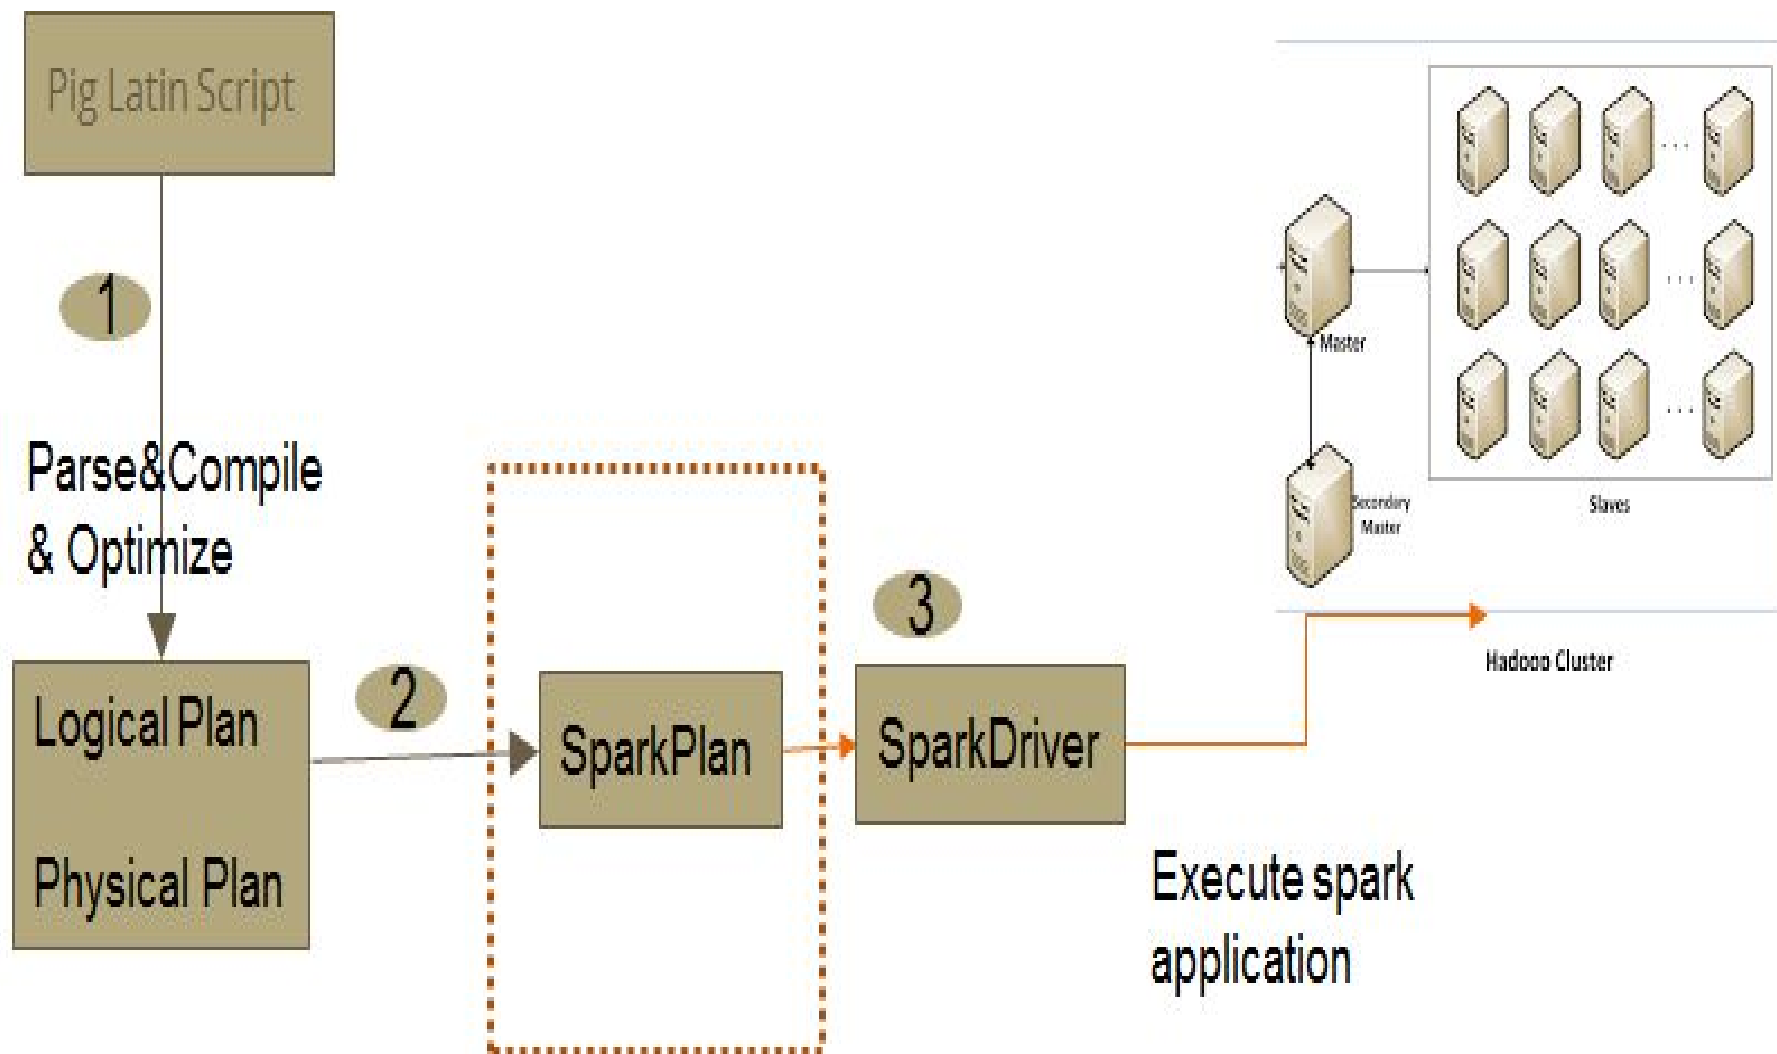 Pig Latin Script
1
Parse&Compile
& Optimize
Logical Plan
Physical Plan
2
SparkPlan
3
SparkDriver
Execute spark
application
Master
Secondary
Master
Slaves
. . .
. . .
. . .
Hadooo Cluster